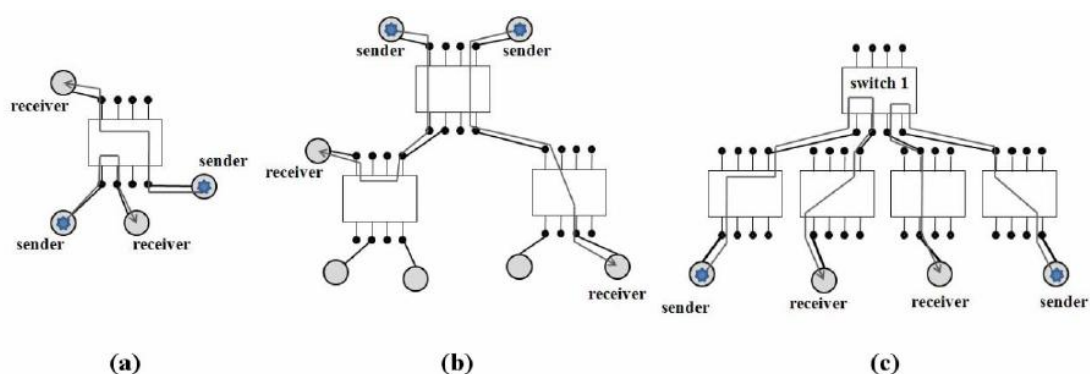 receiver
sender
sender
receiver
(a)
sender
sender
receiver
receiver
(b)
switch 1
sender
receiver
receiver
sender
(c)